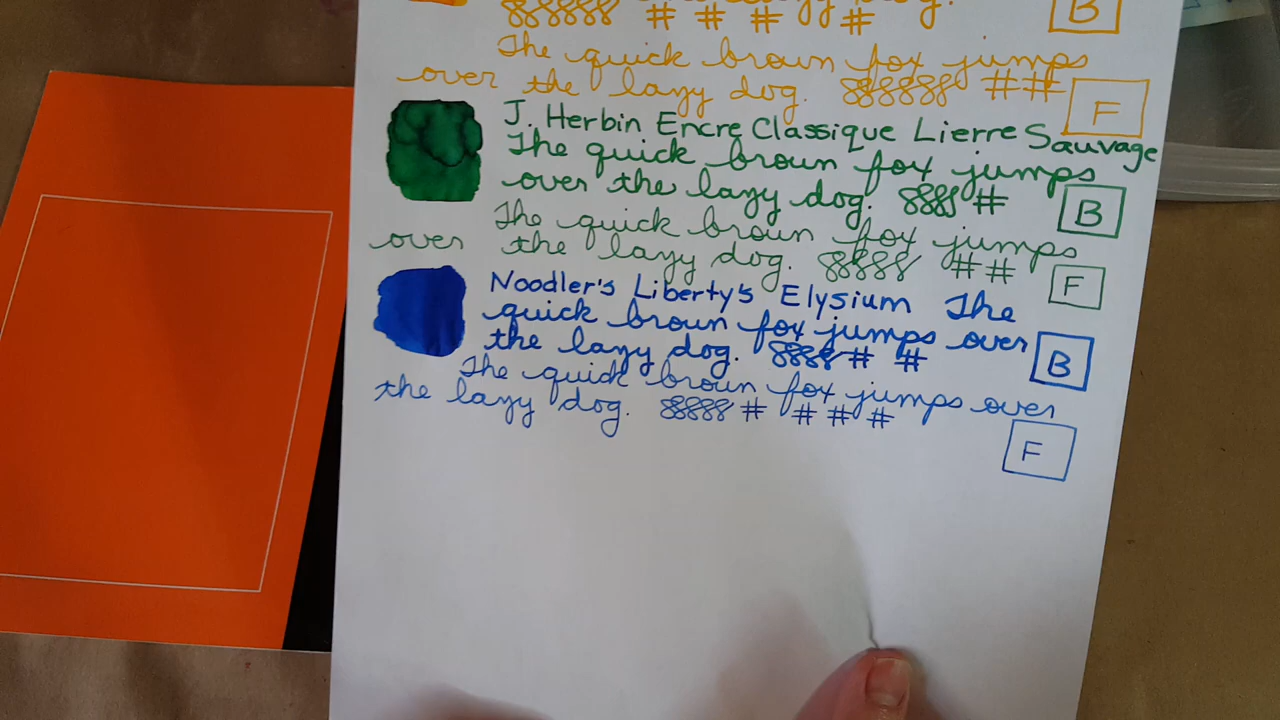 888888 # # # #
B
The quick brown fox jumps
over the lazy dog. 888888 ##
F
J. Herbin Encre Classique Lierre Sauvage
The quick brown fox jumps
over the lazy dog. 888 #
B
The quick brown fox jumps
over the lazy dog. 8888 ##
F
Noodler's Liberty's Elysium The
quick brown fox jumps over
the lazy dog. 8888 # #
B
The quick brown fox jumps over
the lazy dog. 88888 # # # #
F